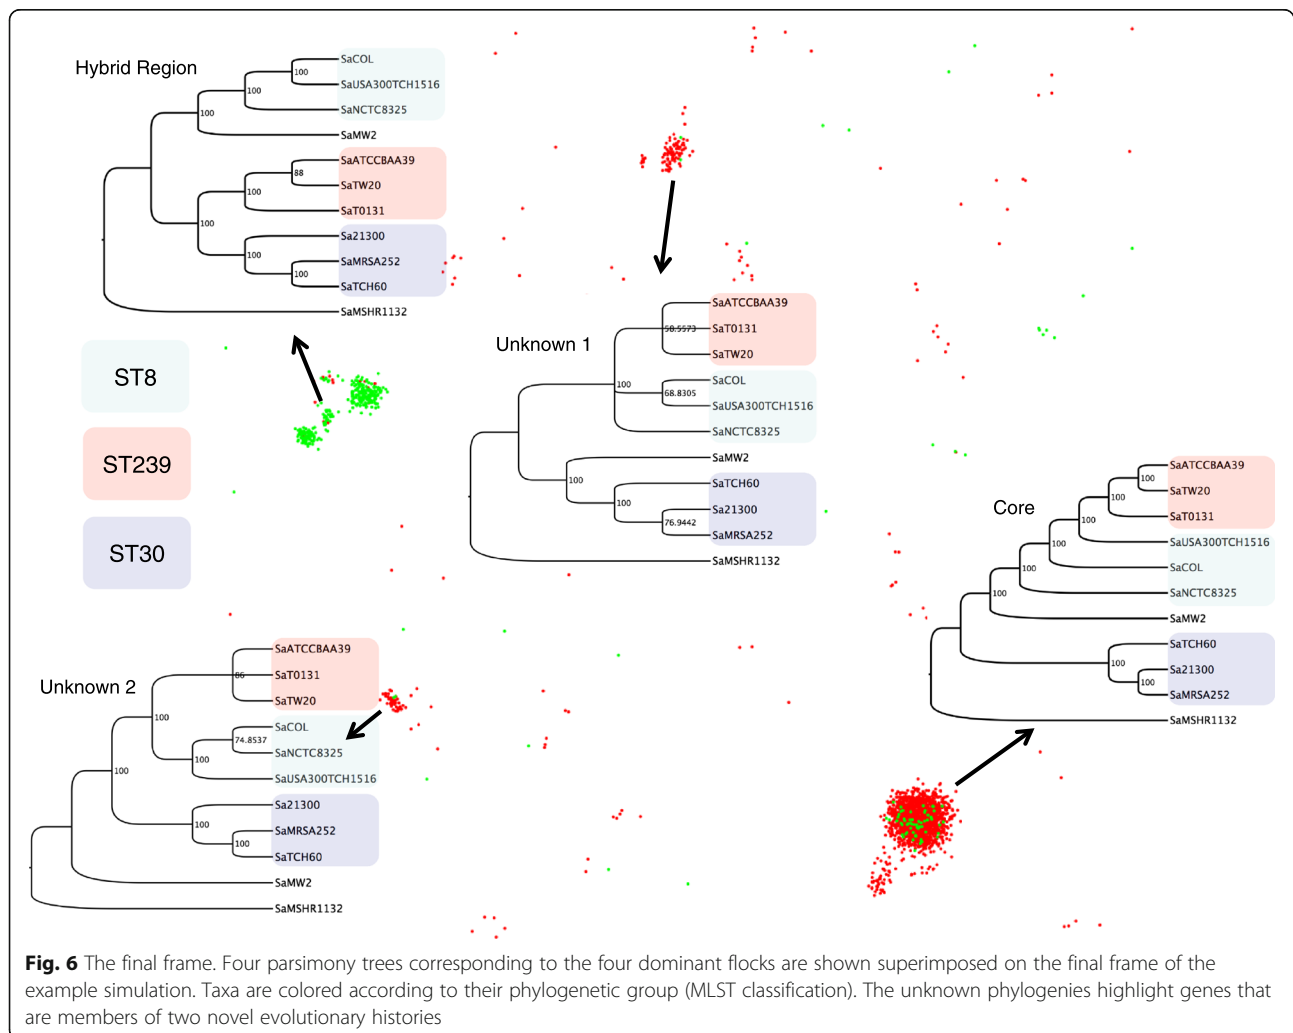 Hybrid Region
SaCOL
100
SaUSA300TCH1516
100
SaNCTC8325
100
SaMW2
SaATCCBAA39
88
SaTW20
100
SaT0131
100
Sa21300
100
SaMRSA252
100
SaTCH60
SaMSHR1132
ST8
ST239
ST30
Unknown 1
SaATCCBAA39
58.5573
SaT0131
SaTW20
SaCOL
100
68.8305
SaUSA300TCH1516
SaNCTC8325
SaMW2
100
SaTCH60
100
Sa21300
76.9442
SaMRSA252
SaMSHR1132
Core
SaATCCBAA39
100
SaTW20
100
SaT0131
100
SaUSA300TCH1516
100
SaCOL
100
SaNCTC8325
100
SaMW2
SaTCH60
100
Sa21300
100
SaMRSA252
SaMSHR1132
Unknown 2
SaATCCBAA39
86
SaT0131
SaTW20
100
SaCOL
74.8537
SaNCTC8325
100
SaUSA300TCH1516
100
Sa21300
100
SaMRSA252
100
SaTCH60
SaMW2
SaMSHR1132
Fig. 6 The final frame. Four parsimony trees corresponding to the four dominant flocks are shown superimposed on the final frame of the
example simulation. Taxa are colored according to their phylogenetic group (MLST classification). The unknown phylogenies highlight genes that
are members of two novel evolutionary histories